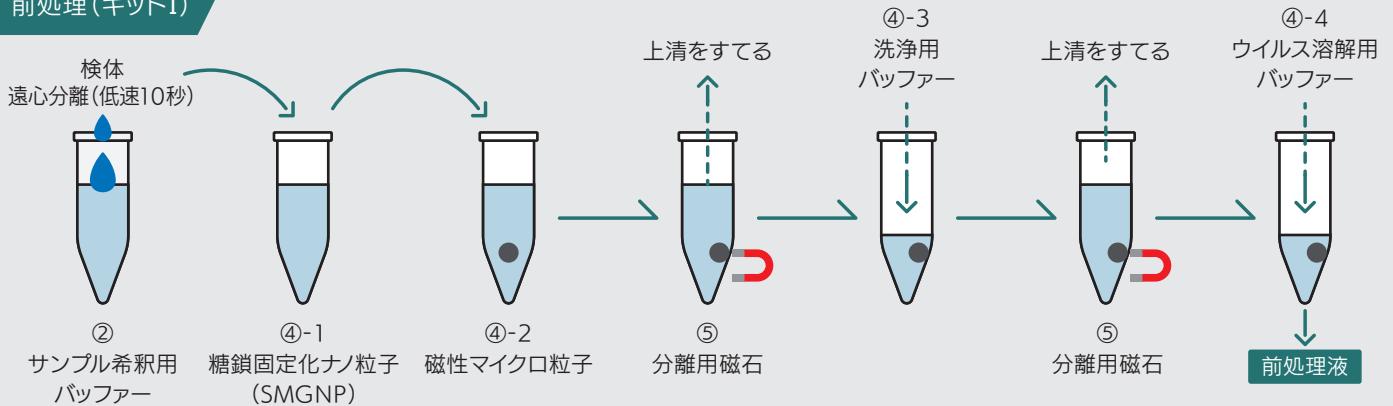 前処理（キットI）
検体
遠心分離（低速10秒）
上清をすてる
④-3
洗浄用
バッファー
上清をすてる
④-4
ウイルス溶解用
バッファー
②
サンプル希釈用
バッファー
④-1
糖鎖固定化ナノ粒子
（SMGNP）
④-2
磁性マイクロ粒子
⑤
分離用磁石
⑤
分離用磁石
前処理液